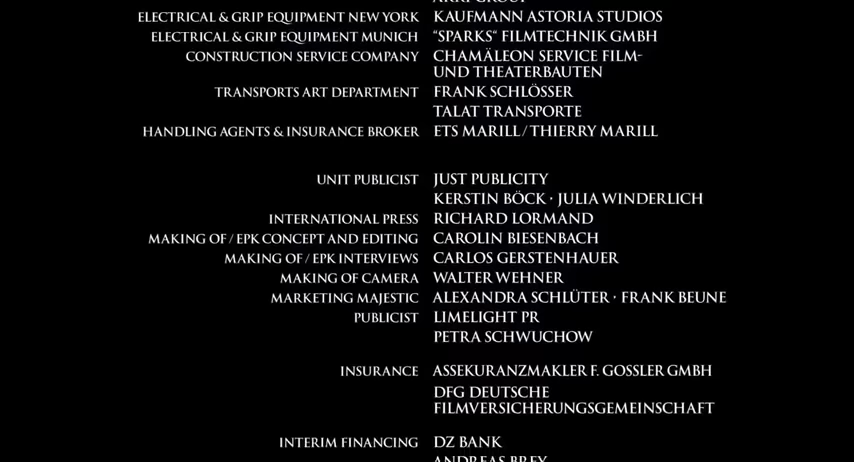 ARRI GROUP
ELECTRICAL & GRIP EQUIPMENT NEW YORK KAUFMANN ASTORIA STUDIOS
ELECTRICAL & GRIP EQUIPMENT MUNICH “SPARKS“ FILMTECHNIK GMBH
CONSTRUCTION SERVICE COMPANY CHAMÄLEON SERVICE FILM-
UND THEATERBAUTEN
TRANSPORTS ART DEPARTMENT FRANK SCHLÖSSER
TALAT TRANSPORTE
HANDLING AGENTS & INSURANCE BROKER ETS MARILL / THIERRY MARILL
UNIT PUBLICIST JUST PUBLICITY
KERSTIN BÖCK · JULIA WINDERLICH
INTERNATIONAL PRESS RICHARD LORMAND
MAKING OF / EPK CONCEPT AND EDITING CAROLIN BIESENBACH
MAKING OF / EPK INTERVIEWS CARLOS GERSTENHAUER
MAKING OF CAMERA WALTER WEHNER
MARKETING MAJESTIC ALEXANDRA SCHLÜTER · FRANK BEUNE
PUBLICIST LIMELIGHT PR
PETRA SCHWUCHOW
INSURANCE ASSEKURANZMAKLER F. GOSSLER GMBH
DFG DEUTSCHE
FILMVERSICHERUNGSGEMEINSCHAFT
INTERIM FINANCING DZ BANK
ANDREAS BREY